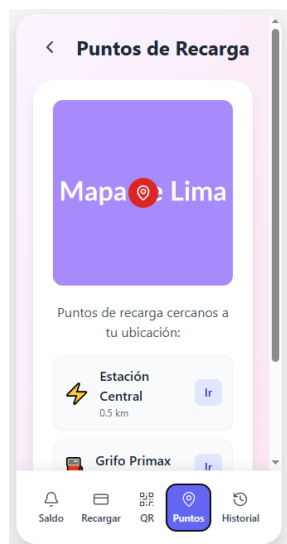 Puntos de Recarga
Mapa de Lima
Puntos de recarga cercanos a
tu ubicación:
Estación
Central
0.5 km
Ir
Grifo Primax
Ir
Saldo
Recargar
QR
Puntos
Historial